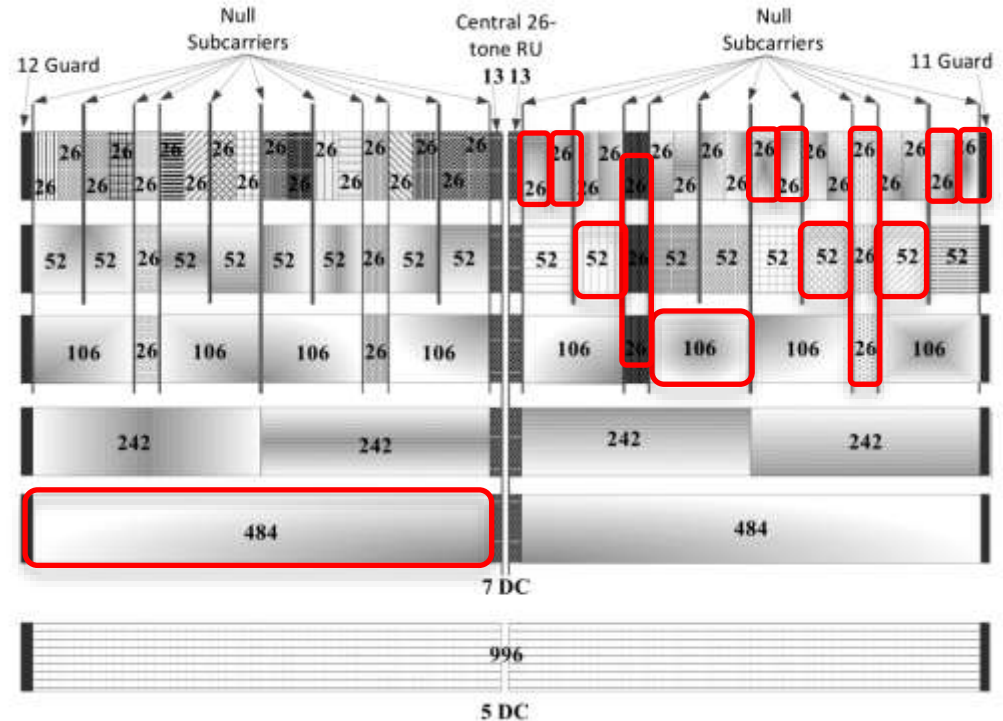 Null
Subcarriers
Central 26-
tone RU
Null
Subcarriers
12 Guard
13 13
11 Guard
26 26 26 26 26 26 26 26 26 26 26 26 26 26 26 26 26 26
26 26 26 26 26 26 26 26 26 26 26 26 26 26 26 26 26 26
52 52 26 52 52 52 52 26 52 52 52 52 26 52 52 52 52 26 52 52
106 26 106 106 26 106 106 26 106 106 26 106
242 242 242 242
484 484
7 DC
996
5 DC